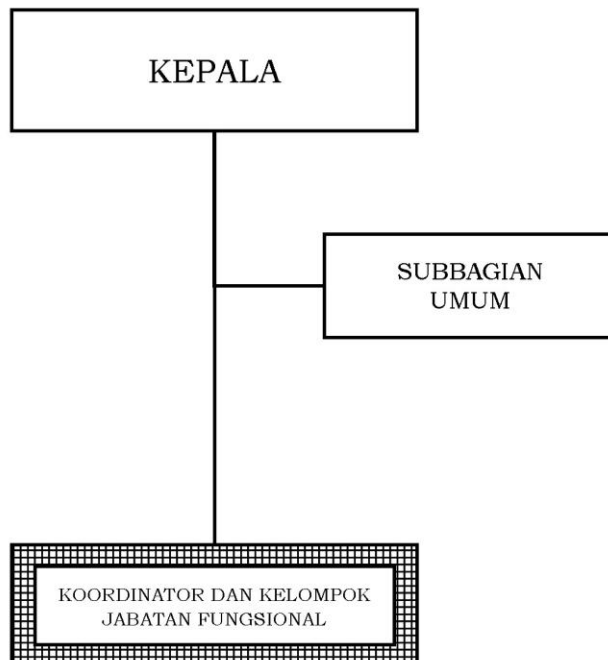 KEPALA
SUBBAGIAN
UMUM
KOORDINATOR DAN KELOMPOK
JABATAN FUNGSIONAL